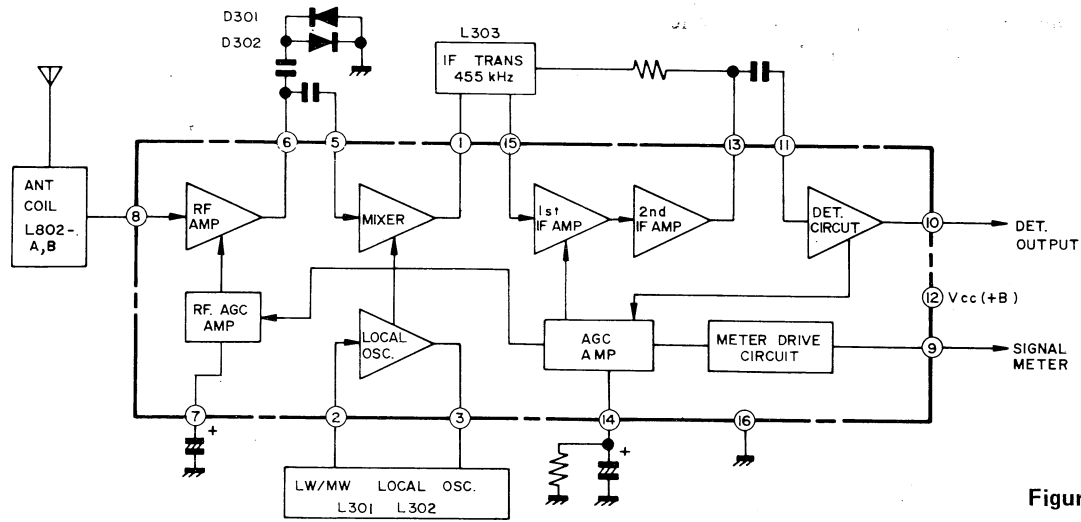 D301
D302
L303
IF TRANS
455 kHz
6
5
1
15
13
11
ANT
COIL
L802-
A,B
8
RF
AMP
MIXER
1st
IF AMP
2nd
IF AMP
DET.
CIRCUT
10
DET.
OUTPUT
12
Vcc (+B)
RF. AGC
AMP
LOCAL
OSC.
AGC
AMP
METER DRIVE
CIRCUIT
9
SIGNAL
METER
7
+
2
3
14
+
16
LW/MW LOCAL OSC.
L301 L302
Figur